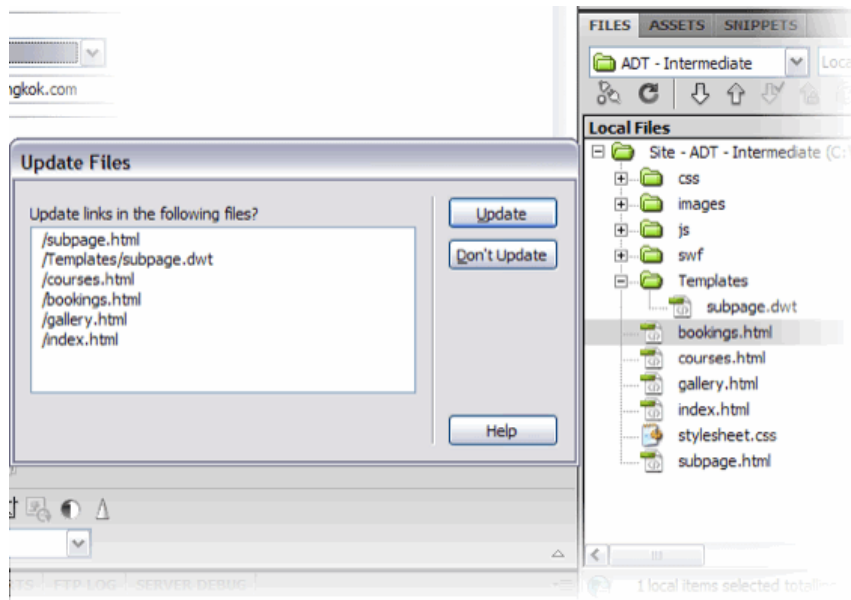 FILES ASSETS SNIPPETS
ADT - Intermediate
Loca
ngkok.com
Local Files
Site - ADT - Intermediate (C:\
css
images
js
swf
Templates
subpage.dwt
bookings.html
courses.html
gallery.html
index.html
stylesheet.css
subpage.html
Update Files
Update links in the following files?
/subpage.html
/Templates/subpage.dwt
/courses.html
/bookings.html
/gallery.html
/index.html
Update
Don't Update
Help
TS FTP LOG SERVER DEBUG
1 local items selected totalling